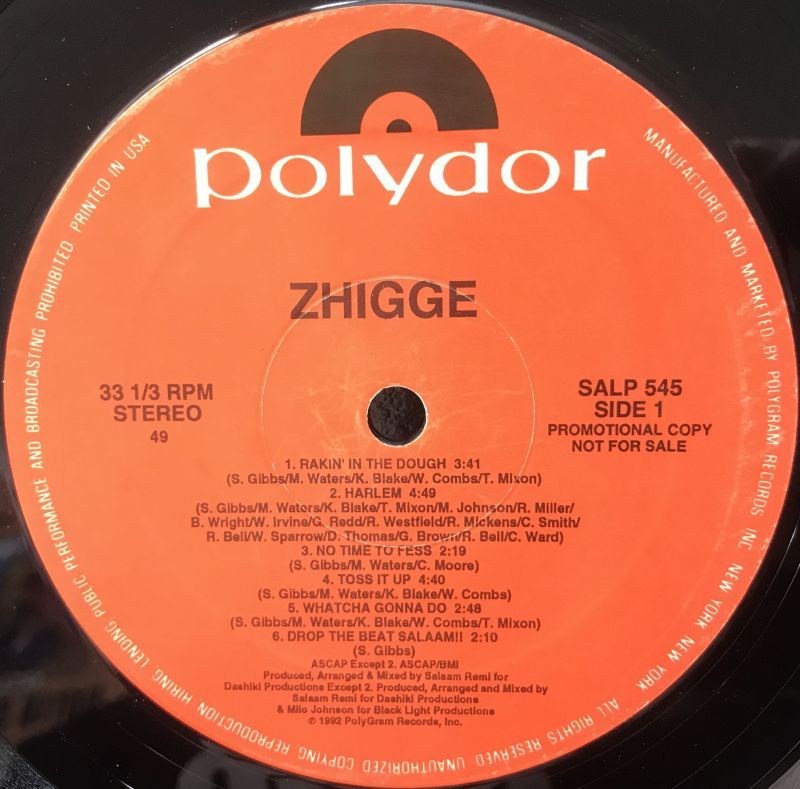 polydor
ZHIGGE
33 1/3 RPM
STEREO
49
SALP 545
SIDE 1
PROMOTIONAL COPY
NOT FOR SALE
1. RAKIN' IN THE DOUGH 3:41
(S. Gibbs/M. Waters/K. Blake/W. Combs/T. Mixon)
2. HARLEM 4:49
(S. Gibbs/M. Waters/K. Blake/T. Mixon/M. Johnson/R. Miller/
B. Wright/W. Irvine/G. Redd/R. Westfield/R. Mickens/C. Smith/
R. Bell/W. Sparrow/D. Thomas/G. Brown/R. Bell/C. Ward)
3. NO TIME TO FESS 2:19
(S. Gibbs/M. Waters/C. Moore)
4. TOSS IT UP 4:40
(S. Gibbs/M. Waters/K. Blake/W. Combs)
5. WHATCHA GONNA DO 2:48
(S. Gibbs/M. Waters/K. Blake/W. Combs/T. Mixon)
6. DROP THE BEAT SALAAM!! 2:10
(S. Gibbs)
ASCAP Except 2. ASCAP/BMI
Produced, Arranged & Mixed by Salaam Remi for
Dashiki Productions Except 2. Produced, Arranged and Mixed by
Salaam Remi for Dashiki Productions
& Milo Johnson for Black Light Productions
℗ 1992 PolyGram Records, Inc.
MANUFACTURED AND MARKETED BY POLYGRAM RECORDS, INC. NEW YORK, NEW YORK ALL RIGHTS RESERVED UNAUTHORIZED COPYING REPRODUCTION HIRING LENDING PUBLIC PERFORMANCE AND BROADCASTING PROHIBITED PRINTED IN USA